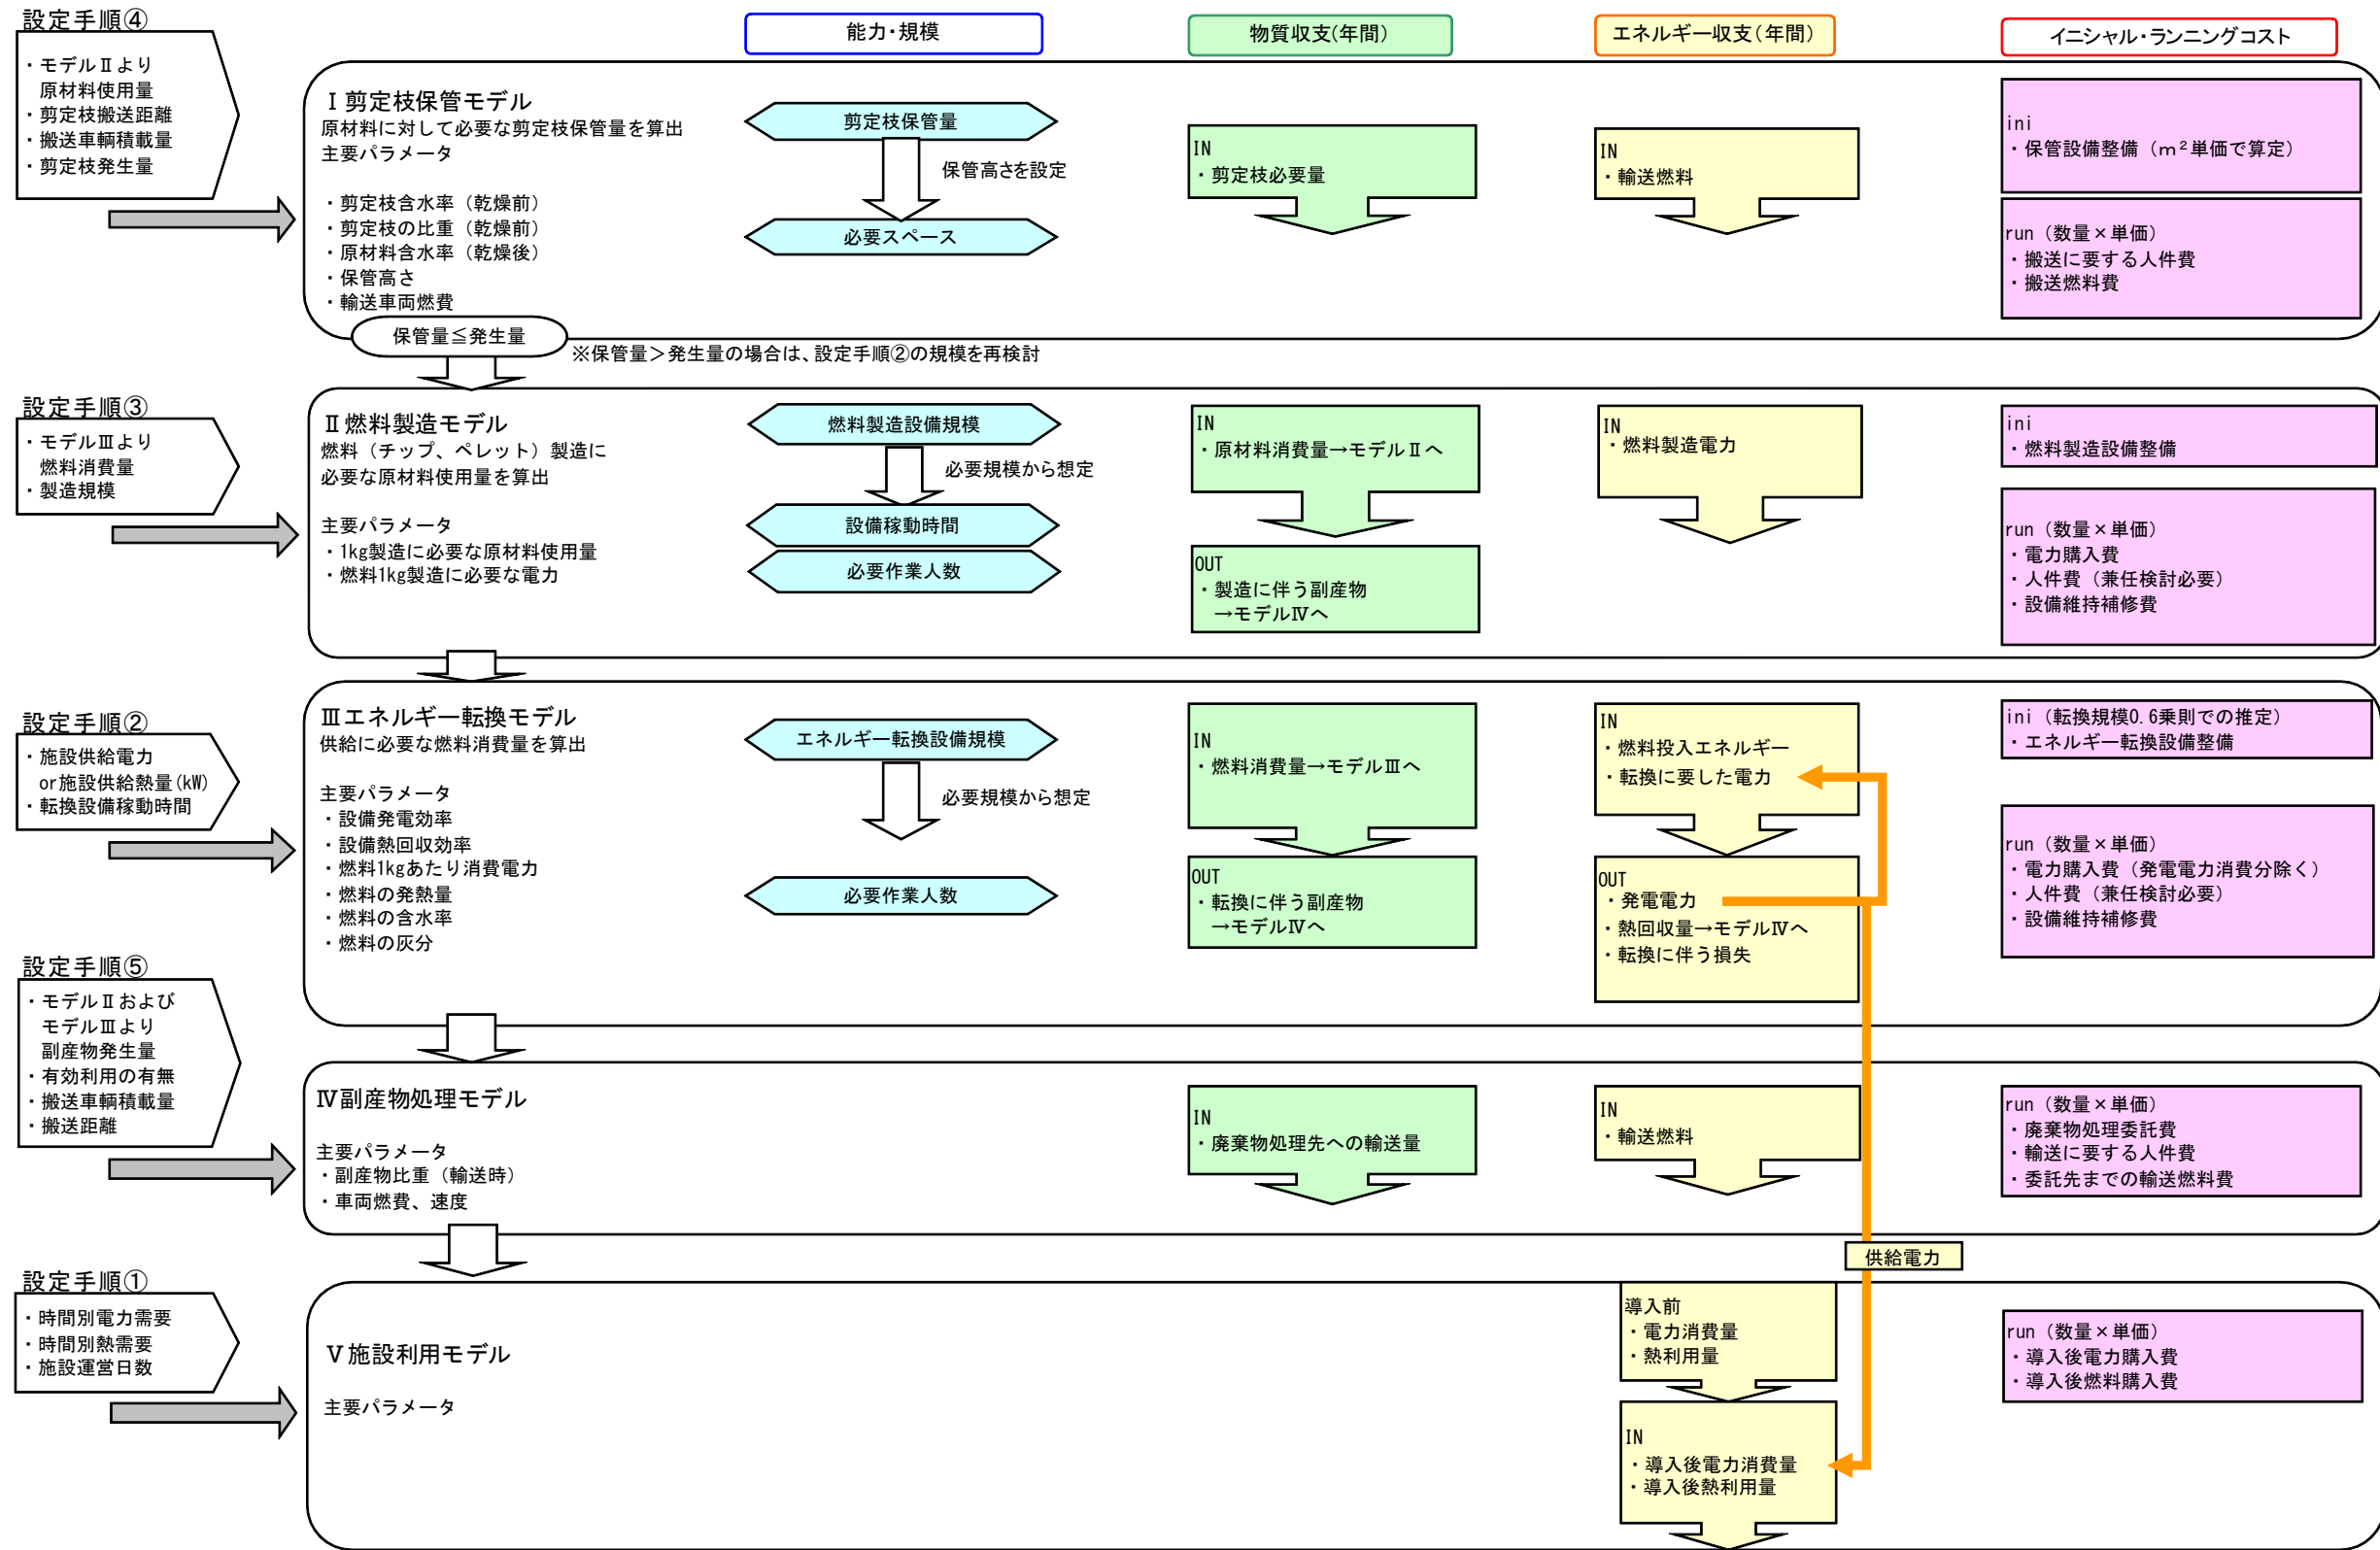 設定手順④
能力・規模
物質収支(年間)
エネルギー収支(年間)
イニシャル・ランニングコスト
・モデルⅡより
原材料使用量
・剪定枝搬送距離
・搬送車輌積載量
・剪定枝発生量
Ⅰ剪定枝保管モデル
原材料に対して必要な剪定枝保管量を算出
主要パラメータ
・剪定枝含水率（乾燥前）
・剪定枝の比重（乾燥前）
・原材料含水率（乾燥後）
・保管高さ
・輸送車両燃費
剪定枝保管量
保管高さを設定
必要スペース
IN
・剪定枝必要量
IN
・輸送燃料
ini
・保管設備整備（m²単価で算定）
run（数量×単価）
・搬送に要する人件費
・搬送燃料費
保管量≦発生量
※保管量＞発生量の場合は、設定手順②の規模を再検討
設定手順③
・モデルⅢより
燃料消費量
・製造規模
Ⅱ燃料製造モデル
燃料（チップ、ペレット）製造に
必要な原材料使用量を算出
主要パラメータ
・1kg製造に必要な原材料使用量
・燃料1kg製造に必要な電力
燃料製造設備規模
必要規模から想定
設備稼動時間
必要作業人数
IN
・原材料消費量→モデルⅡへ
OUT
・製造に伴う副産物
→モデルⅣへ
IN
・燃料製造電力
ini
・燃料製造設備整備
run（数量×単価）
・電力購入費
・人件費（兼任検討必要）
・設備維持補修費
設定手順②
・施設供給電力
or施設供給熱量(kW)
・転換設備稼動時間
Ⅲエネルギー転換モデル
供給に必要な燃料消費量を算出
主要パラメータ
・設備発電効率
・設備熱回収効率
・燃料1kgあたり消費電力
・燃料の発熱量
・燃料の含水率
・燃料の灰分
エネルギー転換設備規模
必要規模から想定
必要作業人数
IN
・燃料消費量→モデルⅢへ
OUT
・転換に伴う副産物
→モデルⅣへ
IN
・燃料投入エネルギー
・転換に要した電力
OUT
・発電電力
・熱回収量→モデルⅣへ
・転換に伴う損失
ini（転換規模0.6乗則での推定）
・エネルギー転換設備整備
run（数量×単価）
・電力購入費（発電電力消費分除く）
・人件費（兼任検討必要）
・設備維持補修費
設定手順⑤
・モデルⅡおよび
モデルⅢより
副産物発生量
・有効利用の有無
・搬送車輌積載量
・搬送距離
Ⅳ副産物処理モデル
主要パラメータ
・副産物比重（輸送時）
・車両燃費、速度
IN
・廃棄物処理先への輸送量
IN
・輸送燃料
run（数量×単価）
・廃棄物処理委託費
・輸送に要する人件費
・委託先までの輸送燃料費
供給電力
設定手順①
・時間別電力需要
・時間別熱需要
・施設運営日数
Ⅴ施設利用モデル
主要パラメータ
導入前
・電力消費量
・熱利用量
IN
・導入後電力消費量
・導入後熱利用量
run（数量×単価）
・導入後電力購入費
・導入後燃料購入費